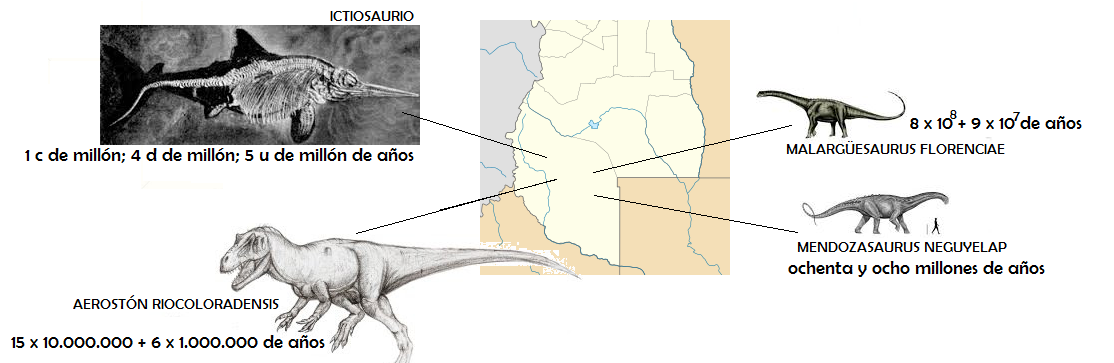 ICTIOSAURIO
1 c de millón; 4 d de millón; 5 u de millón de años
8 x 10⁸ + 9 x 10⁷ de años
MALARGÜESAURUS FLORENCIAE
MENDOZASAURUS NEGUYELAP
ochenta y ocho millones de años
AEROSTÓN RIOCOLORADENSIS
15 x 10.000.000 + 6 x 1.000.000 de años